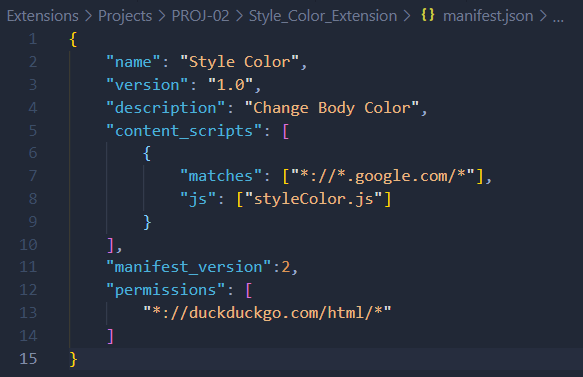 Extensions > Projects > PROJ-02 > Style_Color_Extension > {} manifest.json > ...
1 {
2     "name": "Style Color",
3     "version": "1.0",
4     "description": "Change Body Color",
5     "content_scripts": [
6         {
7             "matches": ["*://*.google.com/*"],
8             "js": ["styleColor.js"]
9         }
10     ],
11     "manifest_version":2,
12     "permissions": [
13         "*://duckduckgo.com/html/*"
14     ]
15 }